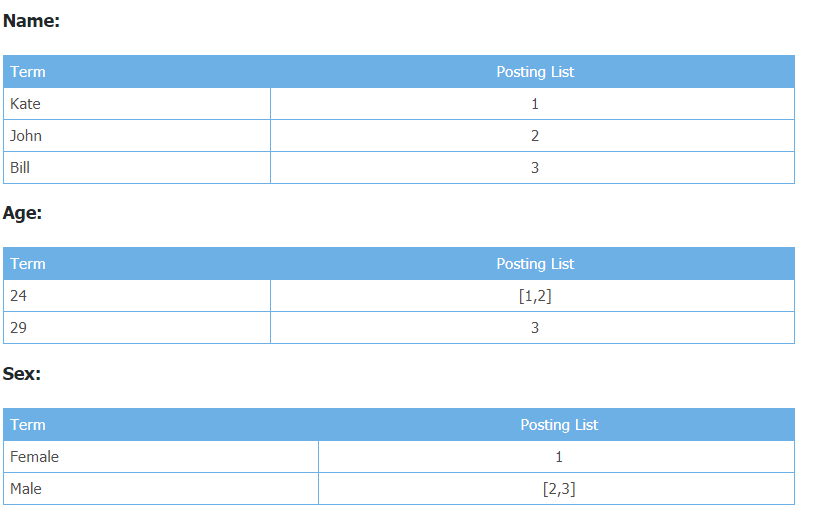 Name:
Term Posting List
Kate 1
John 2
Bill 3
Age:
Term Posting List
24 [1,2]
29 3
Sex:
Term Posting List
Female 1
Male [2,3]